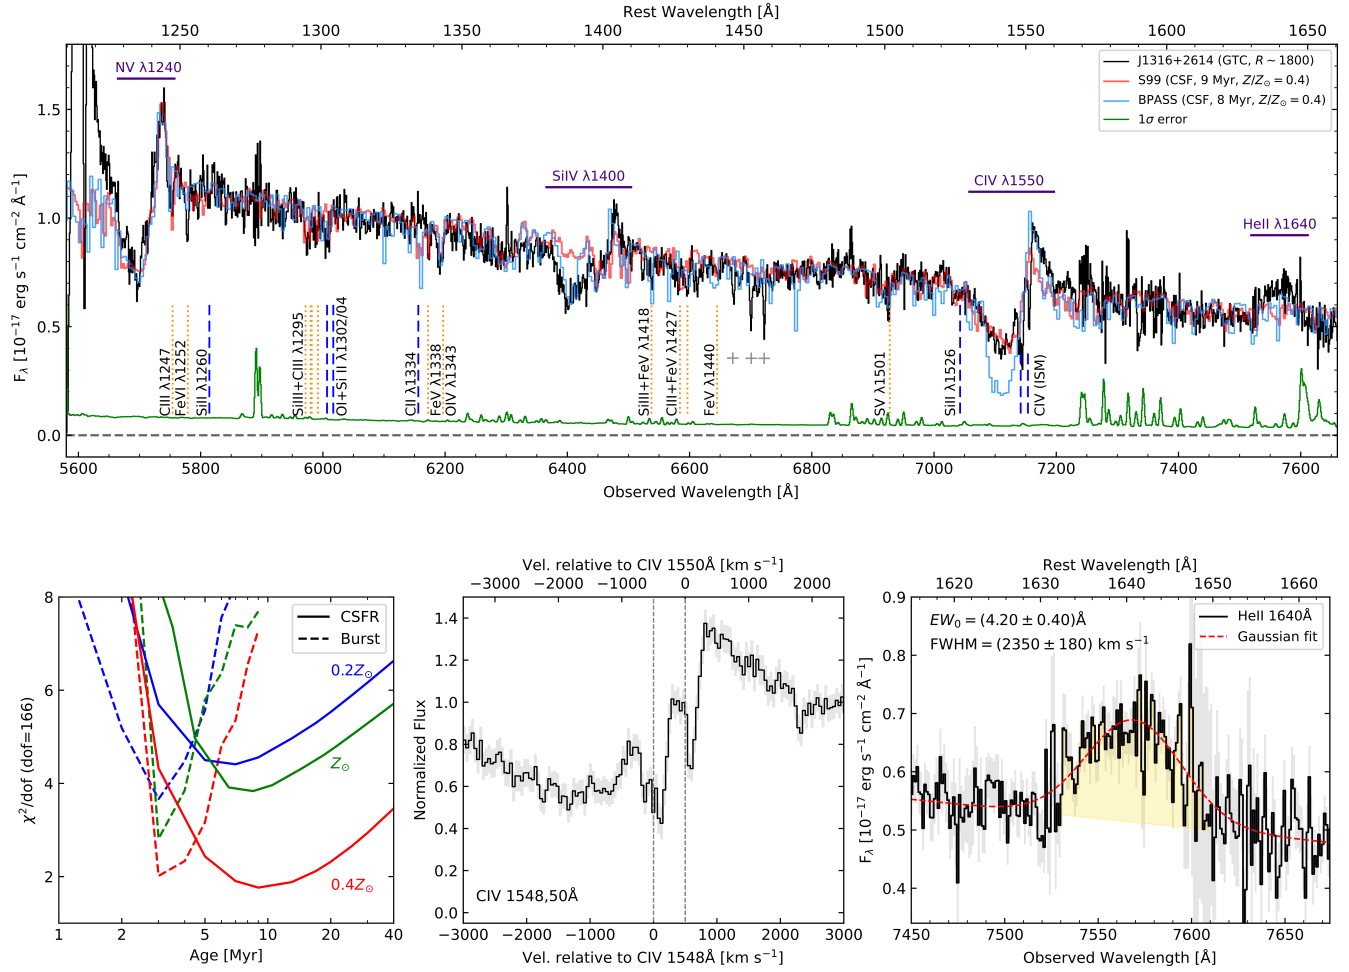 Rest Wavelength [Å]
1250 1300 1350 1400 1450 1500 1550 1600 1650
NV λ1240
SiIV λ1400
CIV λ1550
HeII λ1640
J1316+2614 (GTC, R ~ 1800)
S99 (CSF, 9 Myr, Z/Z⊙ = 0.4)
BPASS (CSF, 8 Myr, Z/Z⊙ = 0.4)
1σ error
Fλ [10⁻¹⁷ erg s⁻¹ cm⁻² Å⁻¹]
1.5
1.0
0.5
0.0
CIII λ1247
FeV λ1252
SiII λ1260
SiIII+CIII λ1295
OI+Si II λ1302/04
CII λ1334
FeV λ1338
OIV λ1343
SiIII+FeV λ1418
CIII+FeV λ1427
FeV λ1440
SV λ1501
SiII λ1526
CIV (ISM)
5600 5800 6000 6200 6400 6600 6800 7000 7200 7400 7600
Observed Wavelength [Å]
χ²/dof (dof=166)
8
6
4
2
CSFR
Burst
0.2Z⊙
Z⊙
0.4Z⊙
1 2 5 10 20 40
Age [Myr]
Vel. relative to CIV 1550Å [km s⁻¹]
−3000 −2000 −1000 0 1000 2000
Normalized Flux
1.4
1.2
1.0
0.8
0.6
0.4
0.2
0.0
CIV 1548,50Å
−3000 −2000 −1000 0 1000 2000 3000
Vel. relative to CIV 1548Å [km s⁻¹]
Rest Wavelength [Å]
1620 1630 1640 1650 1660
EW₀ = (4.20 ± 0.40)Å
FWHM = (2350 ± 180) km s⁻¹
HeII 1640Å
Gaussian fit
Fλ [10⁻¹⁷ erg s⁻¹ cm⁻² Å⁻¹]
0.9
0.8
0.7
0.6
0.5
0.4
7450 7500 7550 7600 7650
Observed Wavelength [Å]